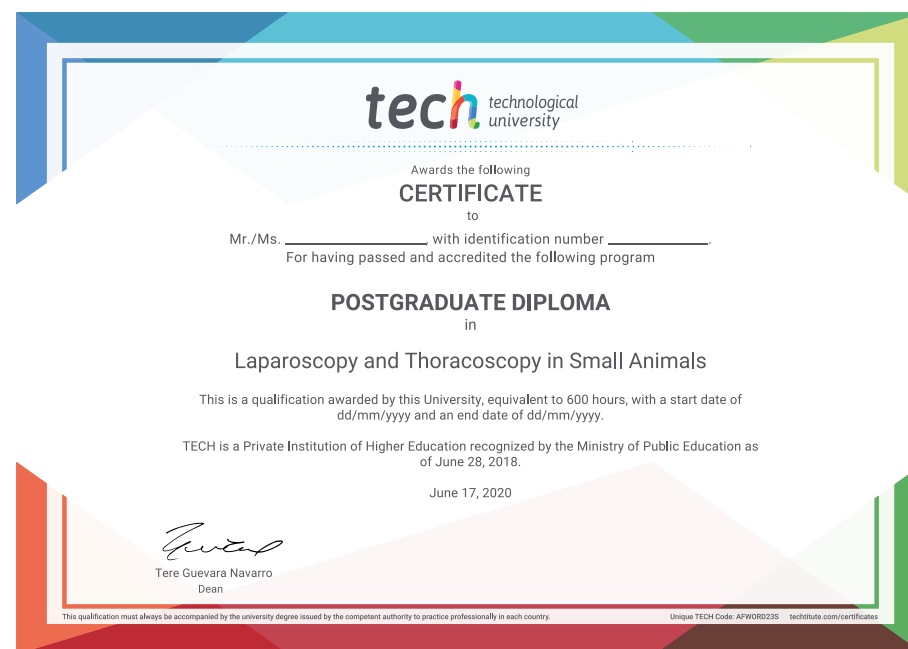 tech technological
university
Awards the following
CERTIFICATE
to
Mr./Ms. ____________, with identification number ____________.
For having passed and accredited the following program
POSTGRADUATE DIPLOMA
in
Laparoscopy and Thoracoscopy in Small Animals
This is a qualification awarded by this University, equivalent to 600 hours, with a start date of
dd/mm/yyyy and an end date of dd/mm/yyyy.
TECH is a Private Institution of Higher Education recognized by the Ministry of Public Education as
of June 28, 2018.
June 17, 2020
Tere Guevara Navarro
Dean
This qualification must always be accompanied by the university degree issued by the competent authority to practice professionally in each country. Unique TECH Code: AFWORD23S techtitute.com/certificates